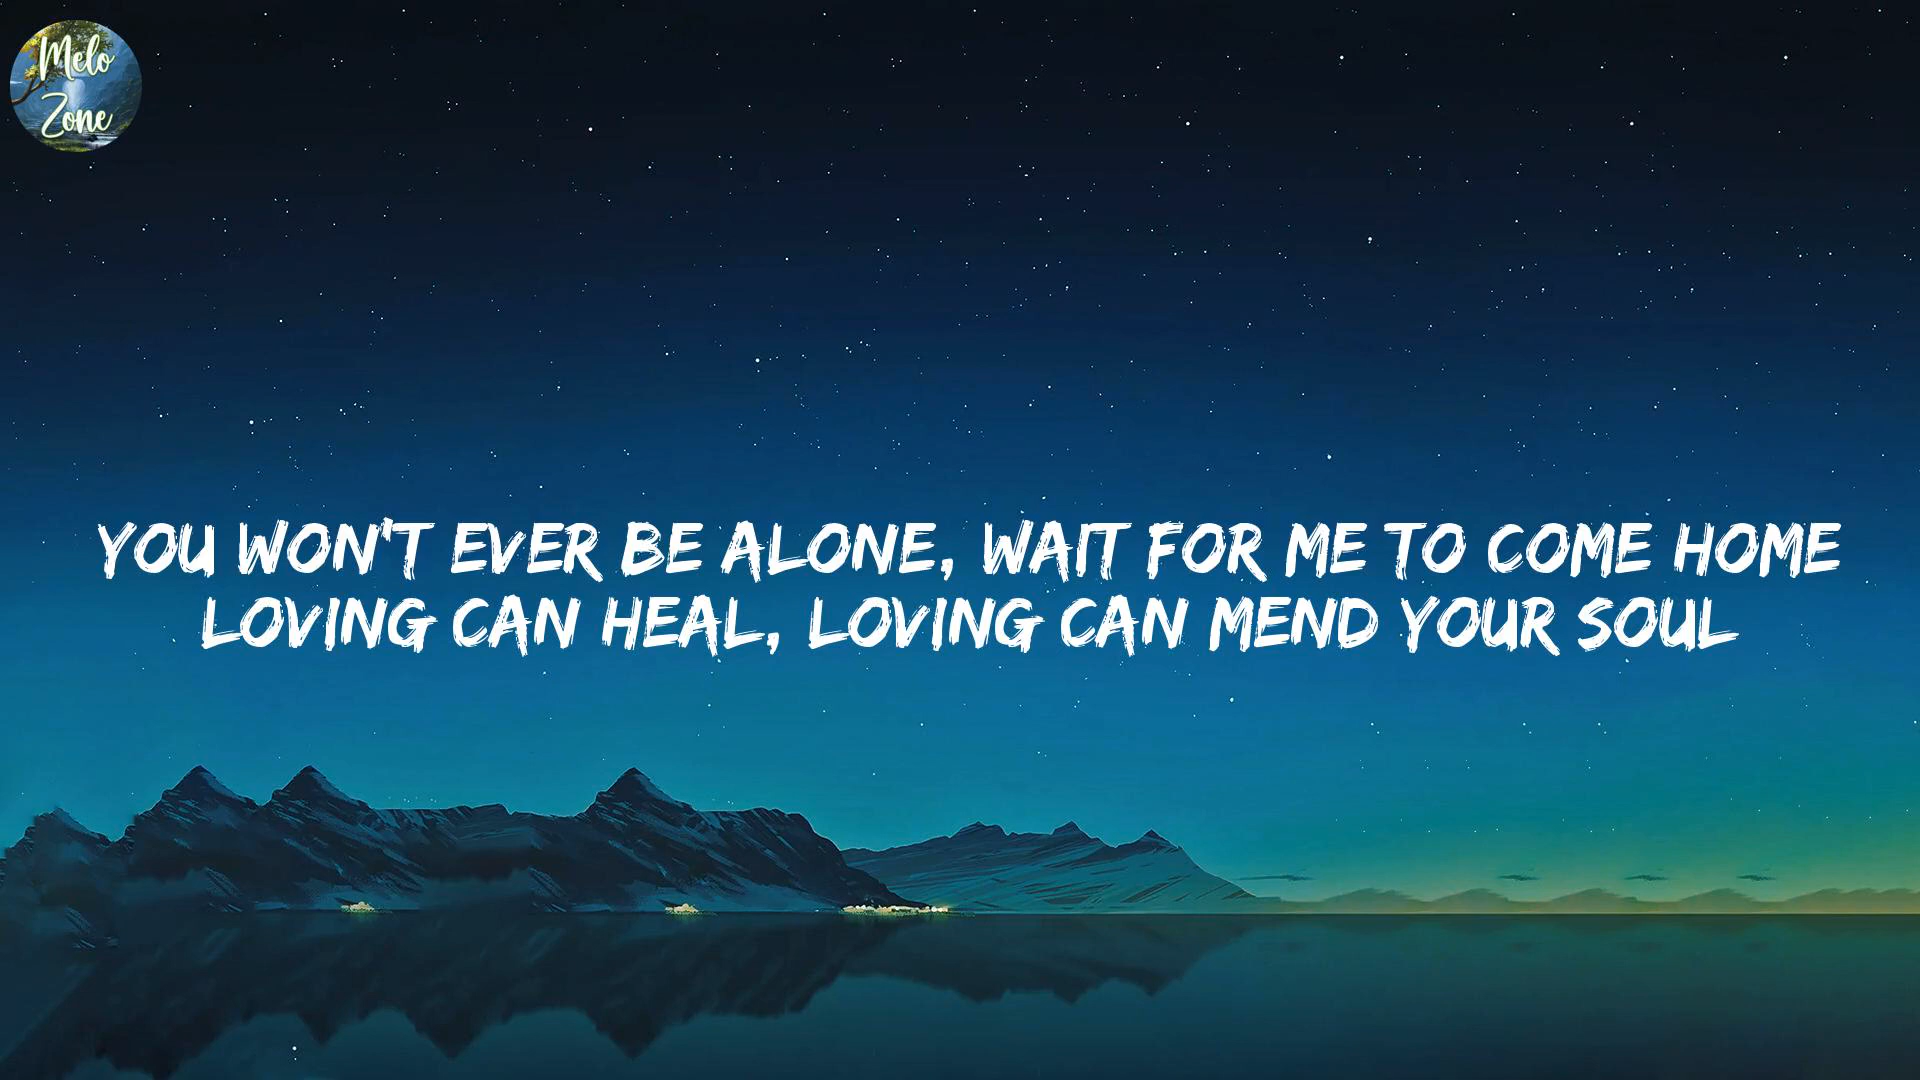 Melo
Zone
YOU WON'T EVER BE ALONE, WAIT FOR ME TO COME HOME
LOVING CAN HEAL, LOVING CAN MEND YOUR SOUL